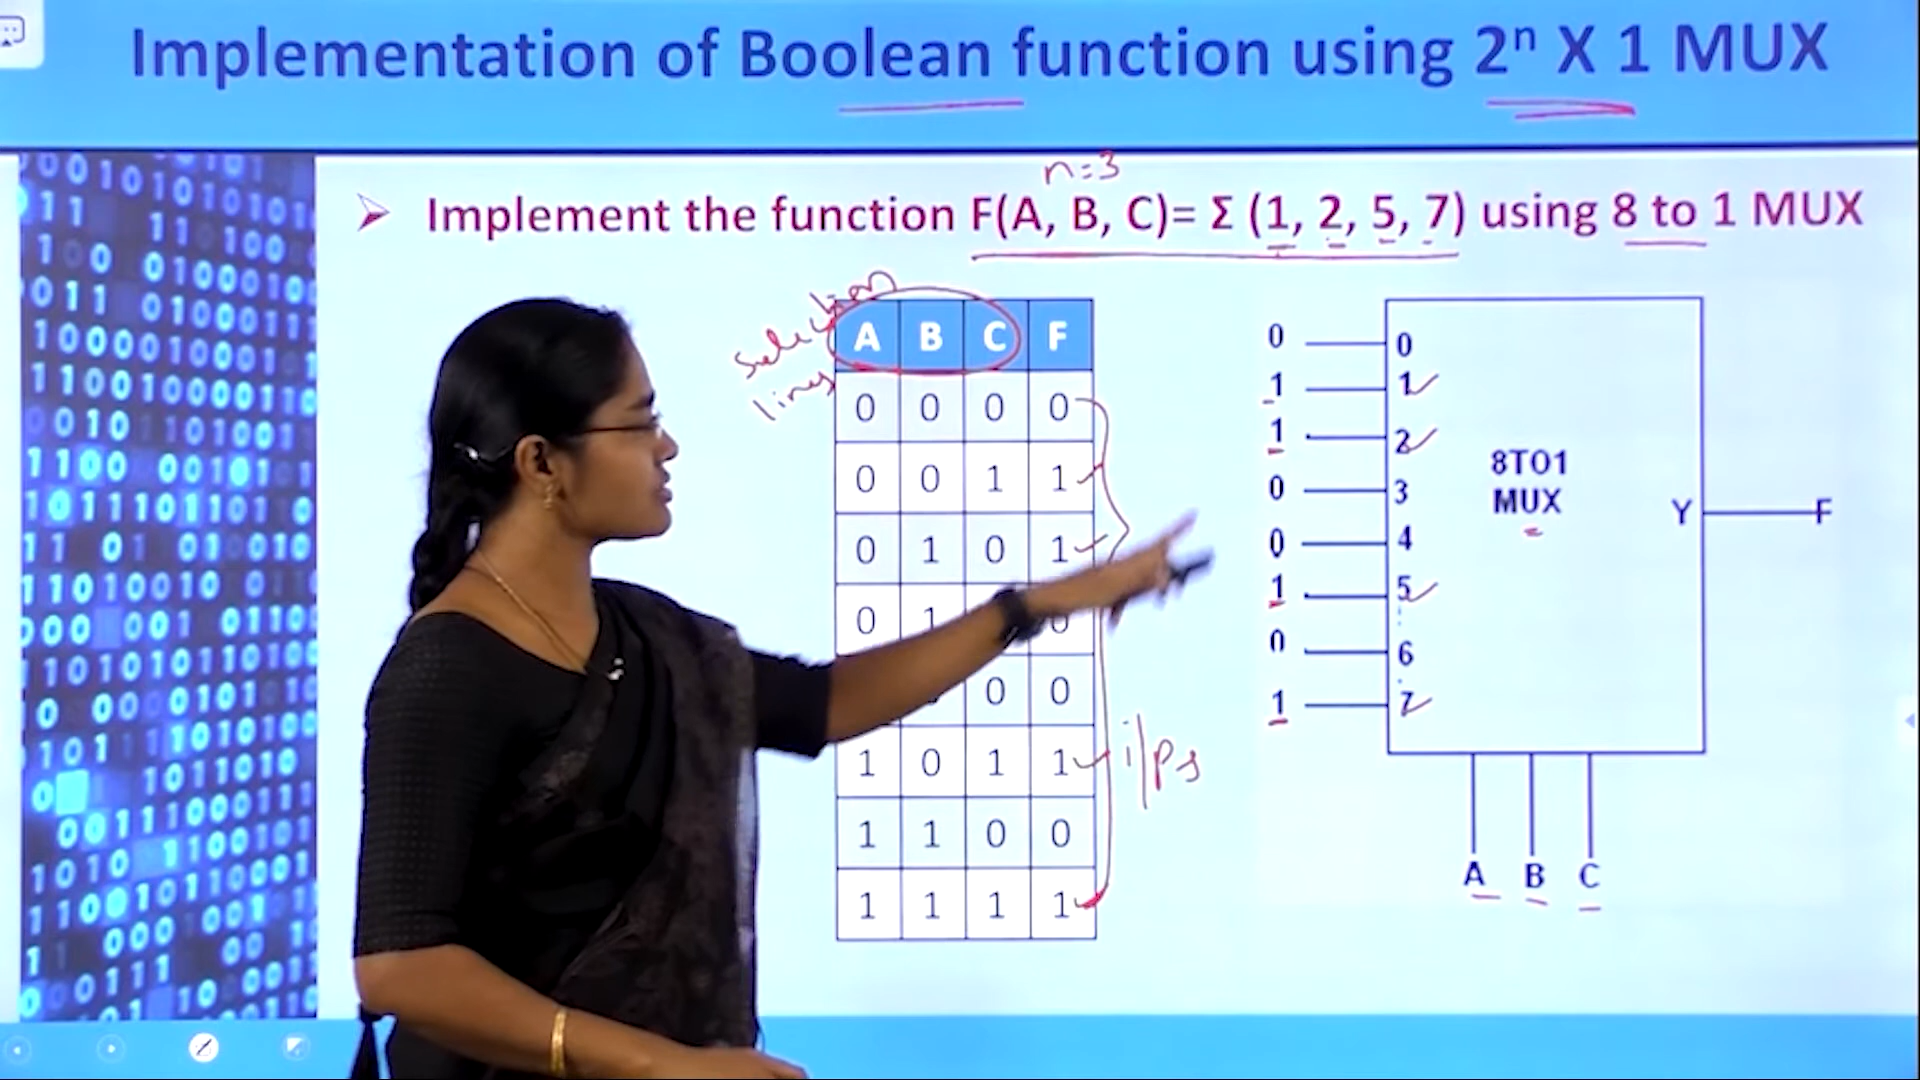 Implementation of Boolean function using 2ⁿ X 1 MUX
n=3
➢ Implement the function F(A, B, C)= Σ (1, 2, 5, 7) using 8 to 1 MUX
selection
lines
A B C F
0 0 0 0
0 0 1 1
0 1 0 1
0 1 0
0 0
1 0 1 1
1 1 0 0
1 1 1 1
i/ps
0 0
1 1
1 2
0 3
0 4
1 5
0 6
1 7
8TO1
MUX
Y F
A B C